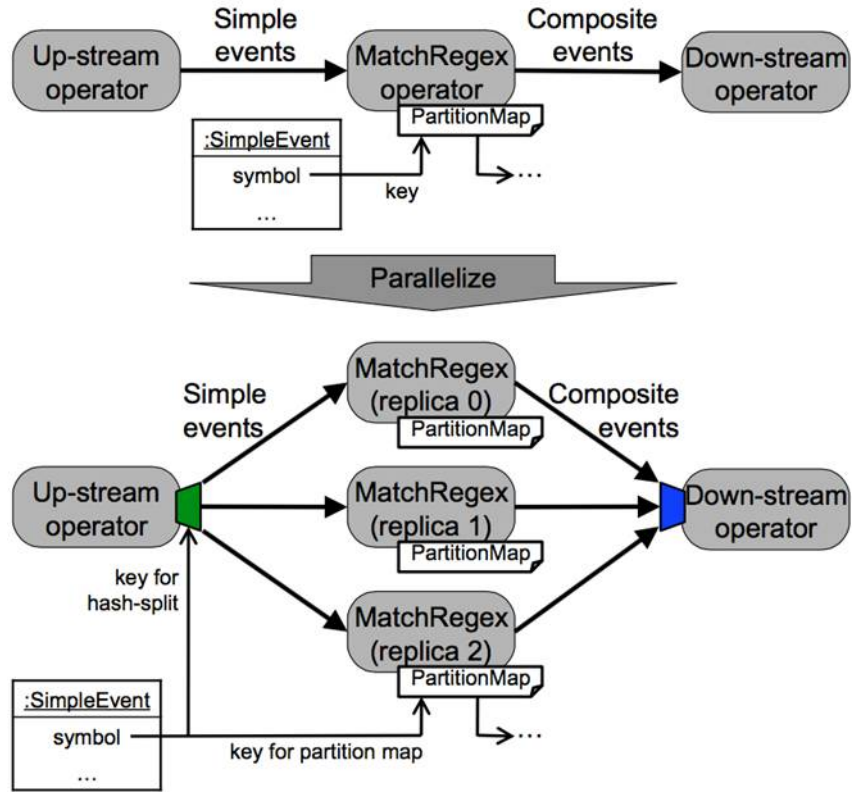 Simple
events
Composite
events
Up-stream
operator
MatchRegex
operator
Down-stream
operator
PartitionMap
:SimpleEvent
symbol
...
key
...
Parallelize
MatchRegex
(replica 0)
PartitionMap
Simple
events
Composite
events
Up-stream
operator
MatchRegex
(replica 1)
PartitionMap
Down-stream
operator
key for
hash-split
MatchRegex
(replica 2)
PartitionMap
:SimpleEvent
symbol
...
key for partition map
...